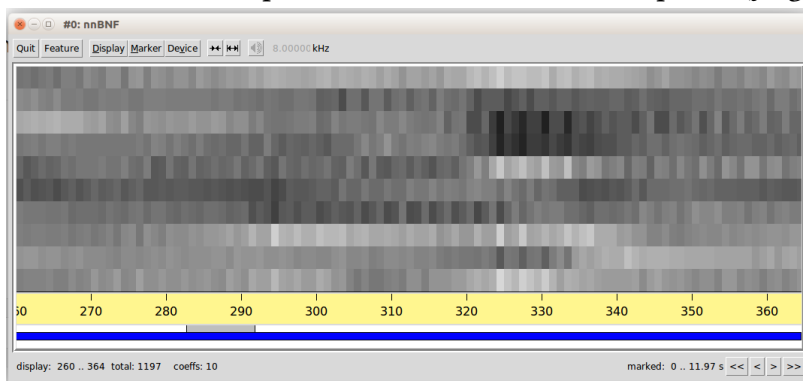 #0: nnBNF
Quit Feature Display Marker Device 8.00000 kHz
270 280 290 300 310 320 330 340 350 360
display: 260 .. 364 total: 1197 coeffs: 10 marked: 0 .. 11.97 s << < > >>